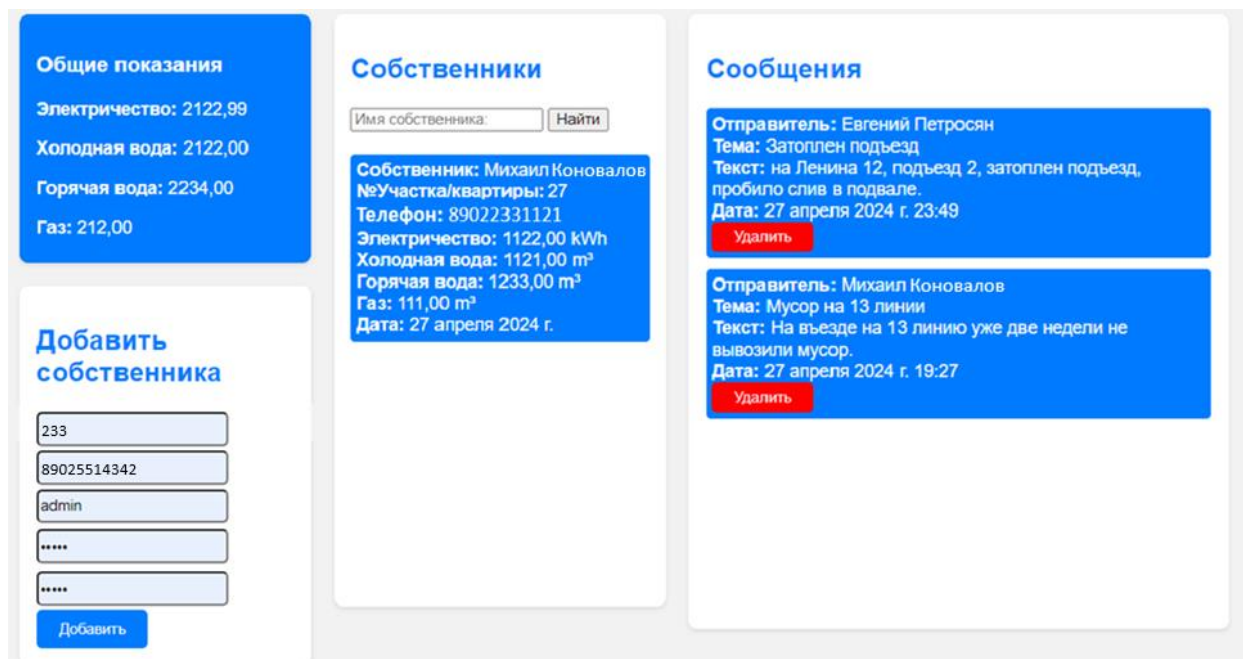 Общие показания
Электричество: 2122,99
Холодная вода: 2122,00
Горячая вода: 2234,00
Газ: 212,00
Добавить
собственника
233
89025514342
admin
•••••
•••••
Добавить
Собственники
Имя собственника:
Найти
Собственник: Михаил Коновалов
№Участка/квартиры: 27
Телефон: 89022331121
Электричество: 1122,00 kWh
Холодная вода: 1121,00 m³
Горячая вода: 1233,00 m³
Газ: 111,00 m³
Дата: 27 апреля 2024 г.
Сообщения
Отправитель: Евгений Петросян
Тема: Затоплен подъезд
Текст: на Ленина 12, подъезд 2, затоплен подъезд,
пробило слив в подвале.
Дата: 27 апреля 2024 г. 23:49
Удалить
Отправитель: Михаил Коновалов
Тема: Мусор на 13 линии
Текст: На въезде на 13 линию уже две недели не
вывозили мусор.
Дата: 27 апреля 2024 г. 19:27
Удалить